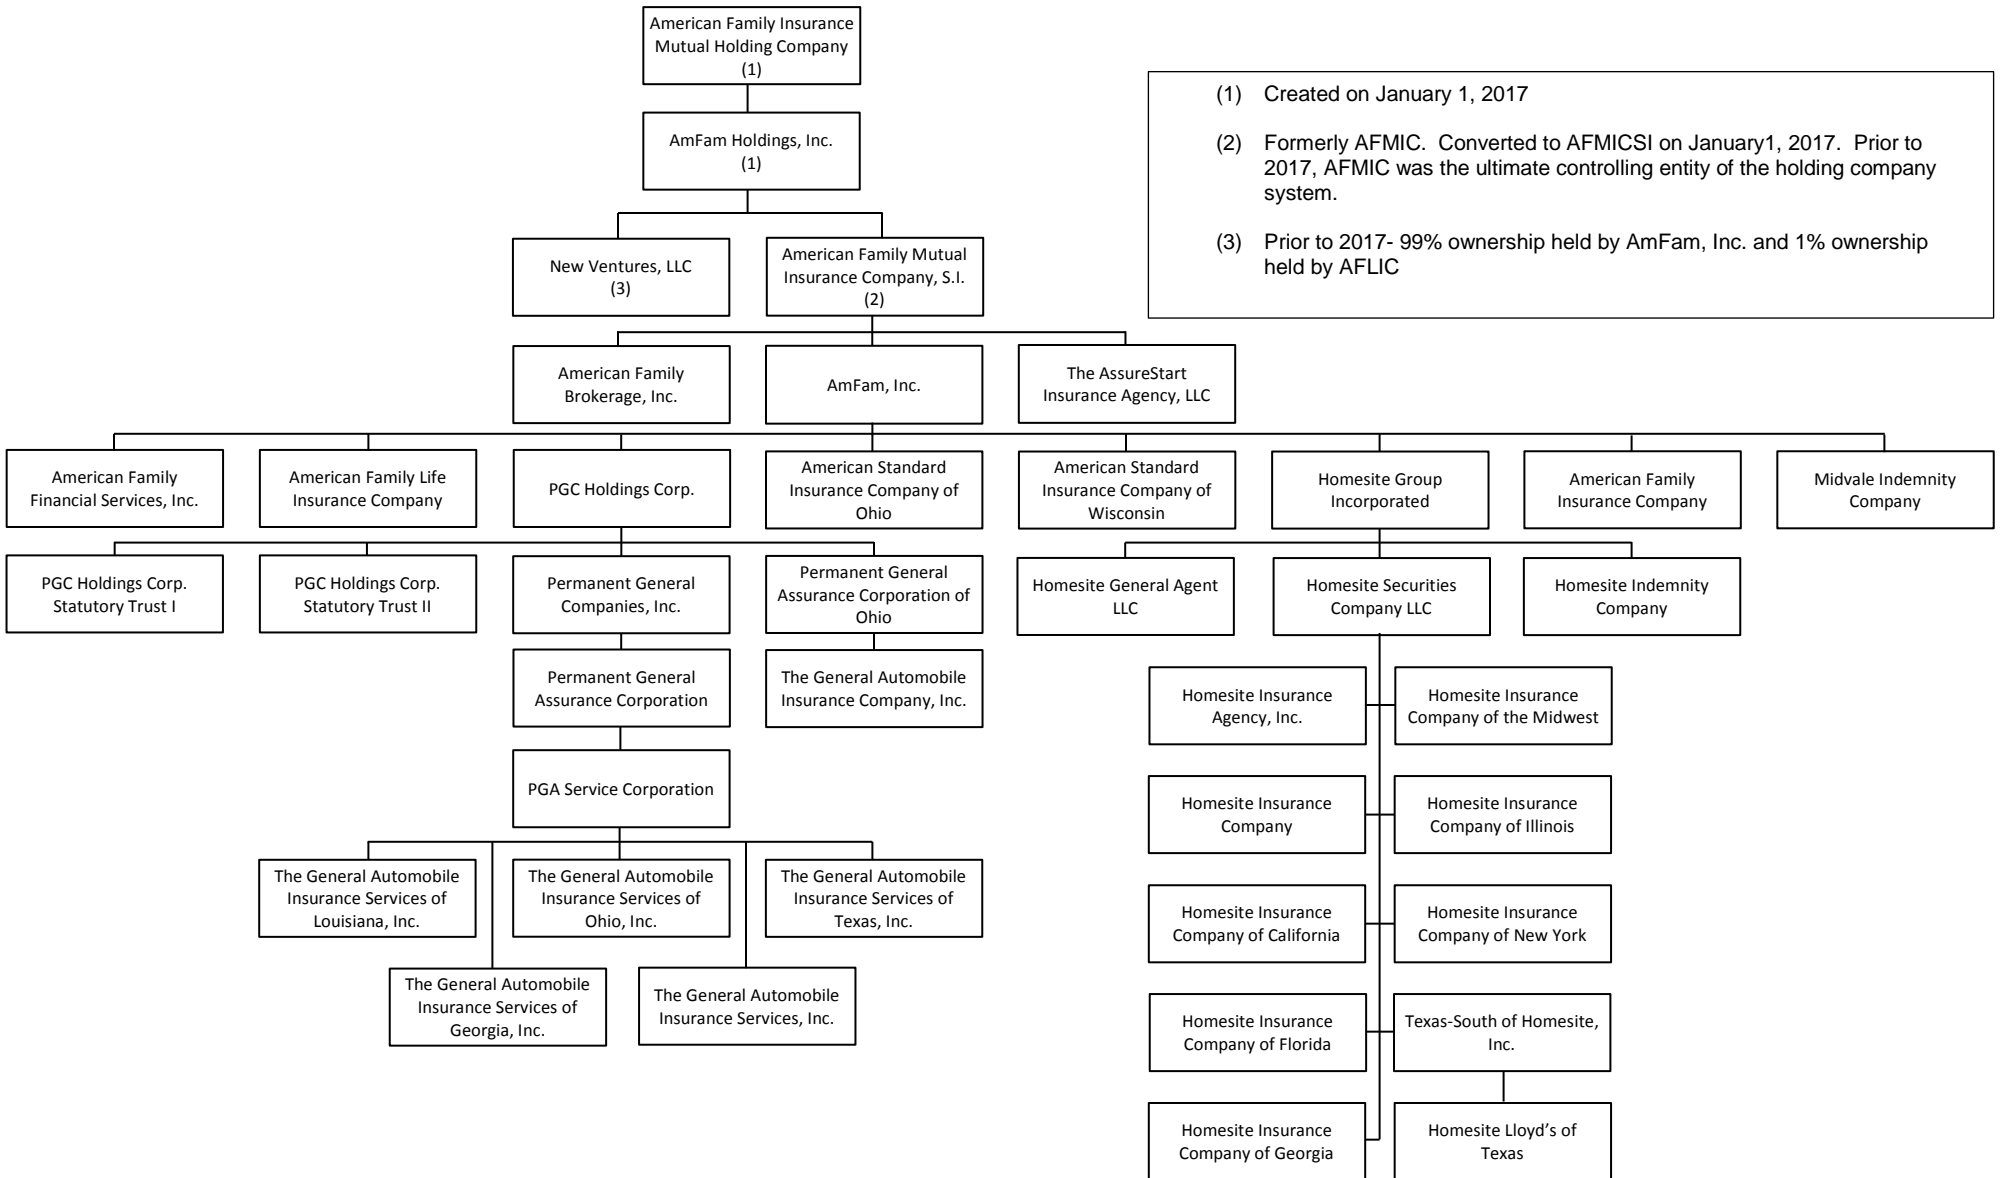 American Family Insurance
Mutual Holding Company
(1)
AmFam Holdings, Inc.
(1)
(1) Created on January 1, 2017
(2) Formerly AFMIC. Converted to AFMICSI on January1, 2017. Prior to
2017, AFMIC was the ultimate controlling entity of the holding company
system.
(3) Prior to 2017- 99% ownership held by AmFam, Inc. and 1% ownership
held by AFLIC
New Ventures, LLC
(3)
American Family Mutual
Insurance Company, S.I.
(2)
American Family
Brokerage, Inc.
AmFam, Inc.
The AssureStart
Insurance Agency, LLC
American Family
Financial Services, Inc.
American Family Life
Insurance Company
PGC Holdings Corp.
American Standard
Insurance Company of
Ohio
American Standard
Insurance Company of
Wisconsin
Homesite Group
Incorporated
American Family
Insurance Company
Midvale Indemnity
Company
PGC Holdings Corp.
Statutory Trust I
PGC Holdings Corp.
Statutory Trust II
Permanent General
Companies, Inc.
Permanent General
Assurance Corporation of
Ohio
Homesite General Agent
LLC
Homesite Securities
Company LLC
Homesite Indemnity
Company
Permanent General
Assurance Corporation
The General Automobile
Insurance Company, Inc.
PGA Service Corporation
The General Automobile
Insurance Services of
Louisiana, Inc.
The General Automobile
Insurance Services of
Ohio, Inc.
The General Automobile
Insurance Services of
Texas, Inc.
The General Automobile
Insurance Services of
Georgia, Inc.
The General Automobile
Insurance Services, Inc.
Homesite Insurance
Agency, Inc.
Homesite Insurance
Company of the Midwest
Homesite Insurance
Company
Homesite Insurance
Company of Illinois
Homesite Insurance
Company of California
Homesite Insurance
Company of New York
Homesite Insurance
Company of Florida
Texas-South of Homesite,
Inc.
Homesite Insurance
Company of Georgia
Homesite Lloyd's of
Texas